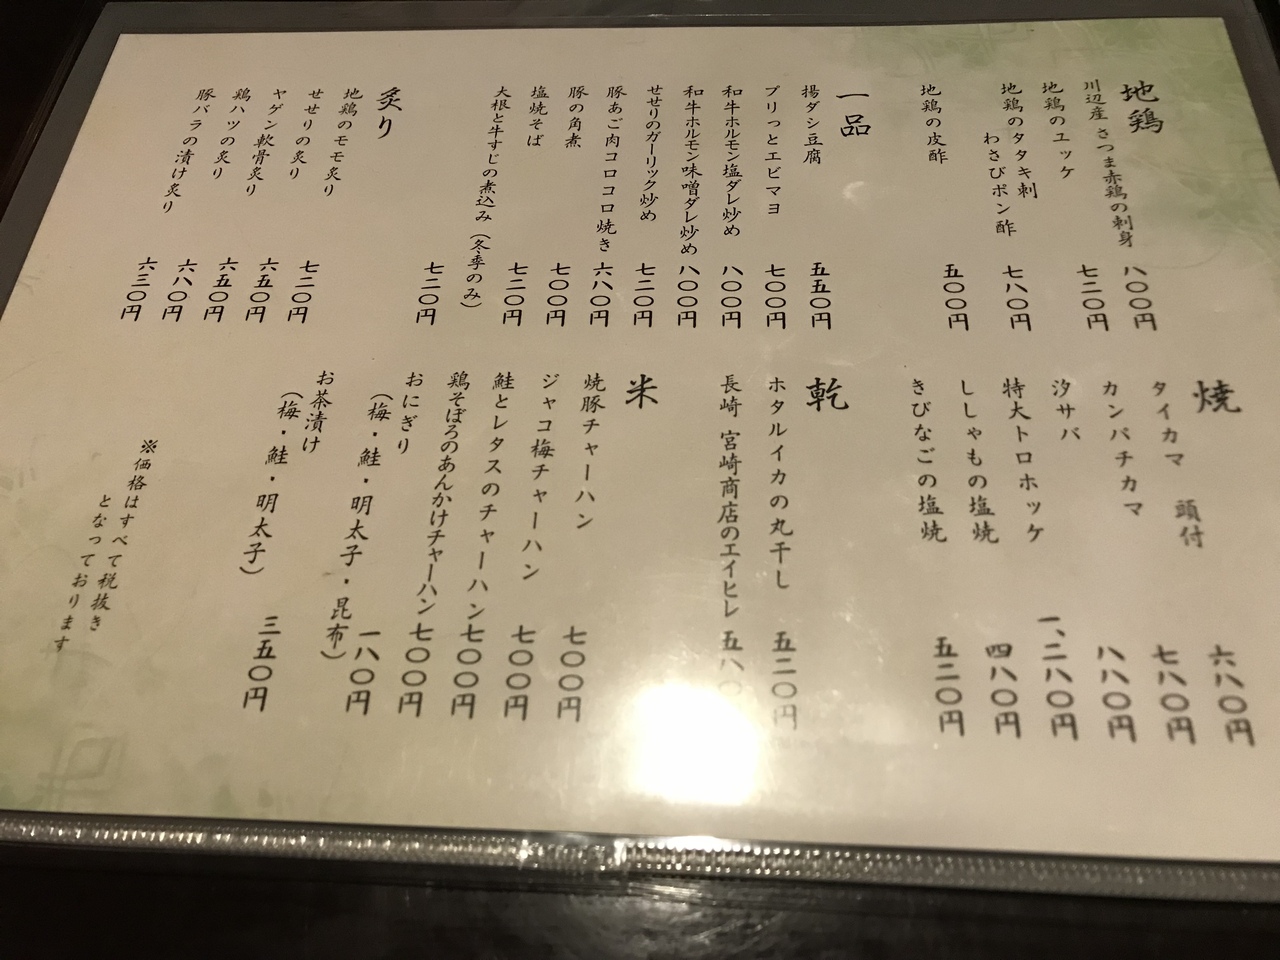 地鶏
川辺産 さつま赤鶏の刺身 八〇〇円
地鶏のユッケ 七二〇円
地鶏のタタキ刺
わさびポン酢 七八〇円
地鶏の皮酢 五〇〇円
一品
揚ダシ豆腐 五五〇円
プリっとエビマヨ 七〇〇円
和牛ホルモン塩ダレ炒め 八〇〇円
和牛ホルモン味噌ダレ炒め 八〇〇円
せせりのガーリック炒め 七二〇円
豚あご肉コロコロ焼き 六八〇円
豚の角煮 七〇〇円
塩焼そば 七二〇円
大根と牛すじの煮込み(冬季のみ) 七二〇円
炙り
地鶏のモモ炙り 七二〇円
せせりの炙り 六五〇円
ヤゲン軟骨炙り 六五〇円
鶏ハツの炙り 六八〇円
豚バラの漬け炙り 六三〇円
焼
タイカマ 頭付 六八〇円
カンパチカマ 七八〇円
汐サバ 八八〇円
特大トロホッケ 一、二八〇円
ししゃもの塩焼 四八〇円
きびなごの塩焼 五二〇円
乾
ホタルイカの丸干し 五二〇円
長崎 宮崎商店のエイヒレ 五八〇
米
焼豚チャーハン 七〇〇円
ジャコ梅チャーハン 七〇〇円
鮭とレタスのチャーハン 七〇〇円
鶏そぼろのあんかけチャーハン 七〇〇円
おにぎり
(梅・鮭・明太子・昆布) 一八〇円
お茶漬け
(梅・鮭・明太子) 三五〇円
※価格はすべて税抜き
となっております